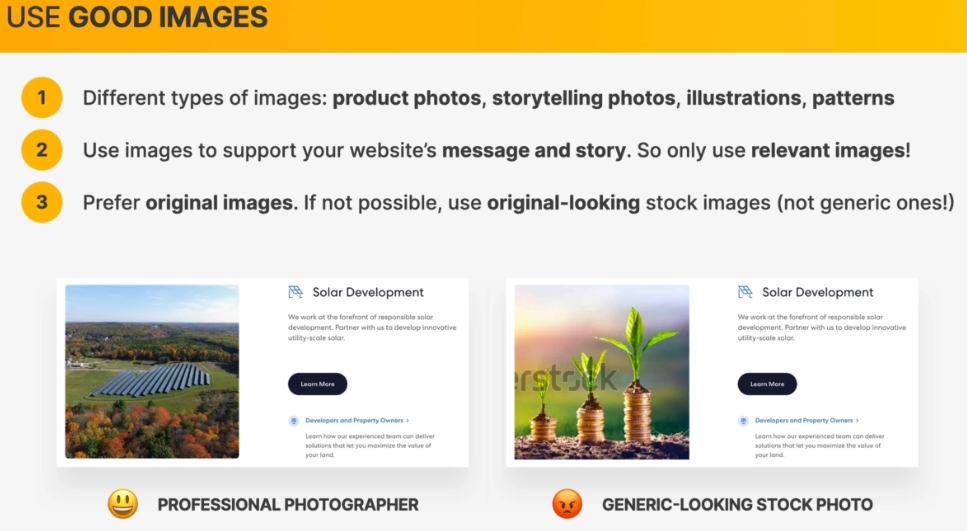 USE GOOD IMAGES
1 Different types of images: product photos, storytelling photos, illustrations, patterns
2 Use images to support your website's message and story. So only use relevant images!
3 Prefer original images. If not possible, use original-looking stock images (not generic ones!)
Solar Development
We work at the forefront of responsible solar
development. Partner with us to develop innovative
utility-scale solar.
Learn More
Developers and Property Owners >
Learn how our experienced team can deliver
solutions that let you maximize the value of
your land.
PROFESSIONAL PHOTOGRAPHER
Solar Development
We work at the forefront of responsible solar
development. Partner with us to develop innovative
utility-scale solar.
Learn More
Developers and Property Owners >
Learn how our experienced team can deliver
solutions that let you maximize the value of
your land.
GENERIC-LOOKING STOCK PHOTO